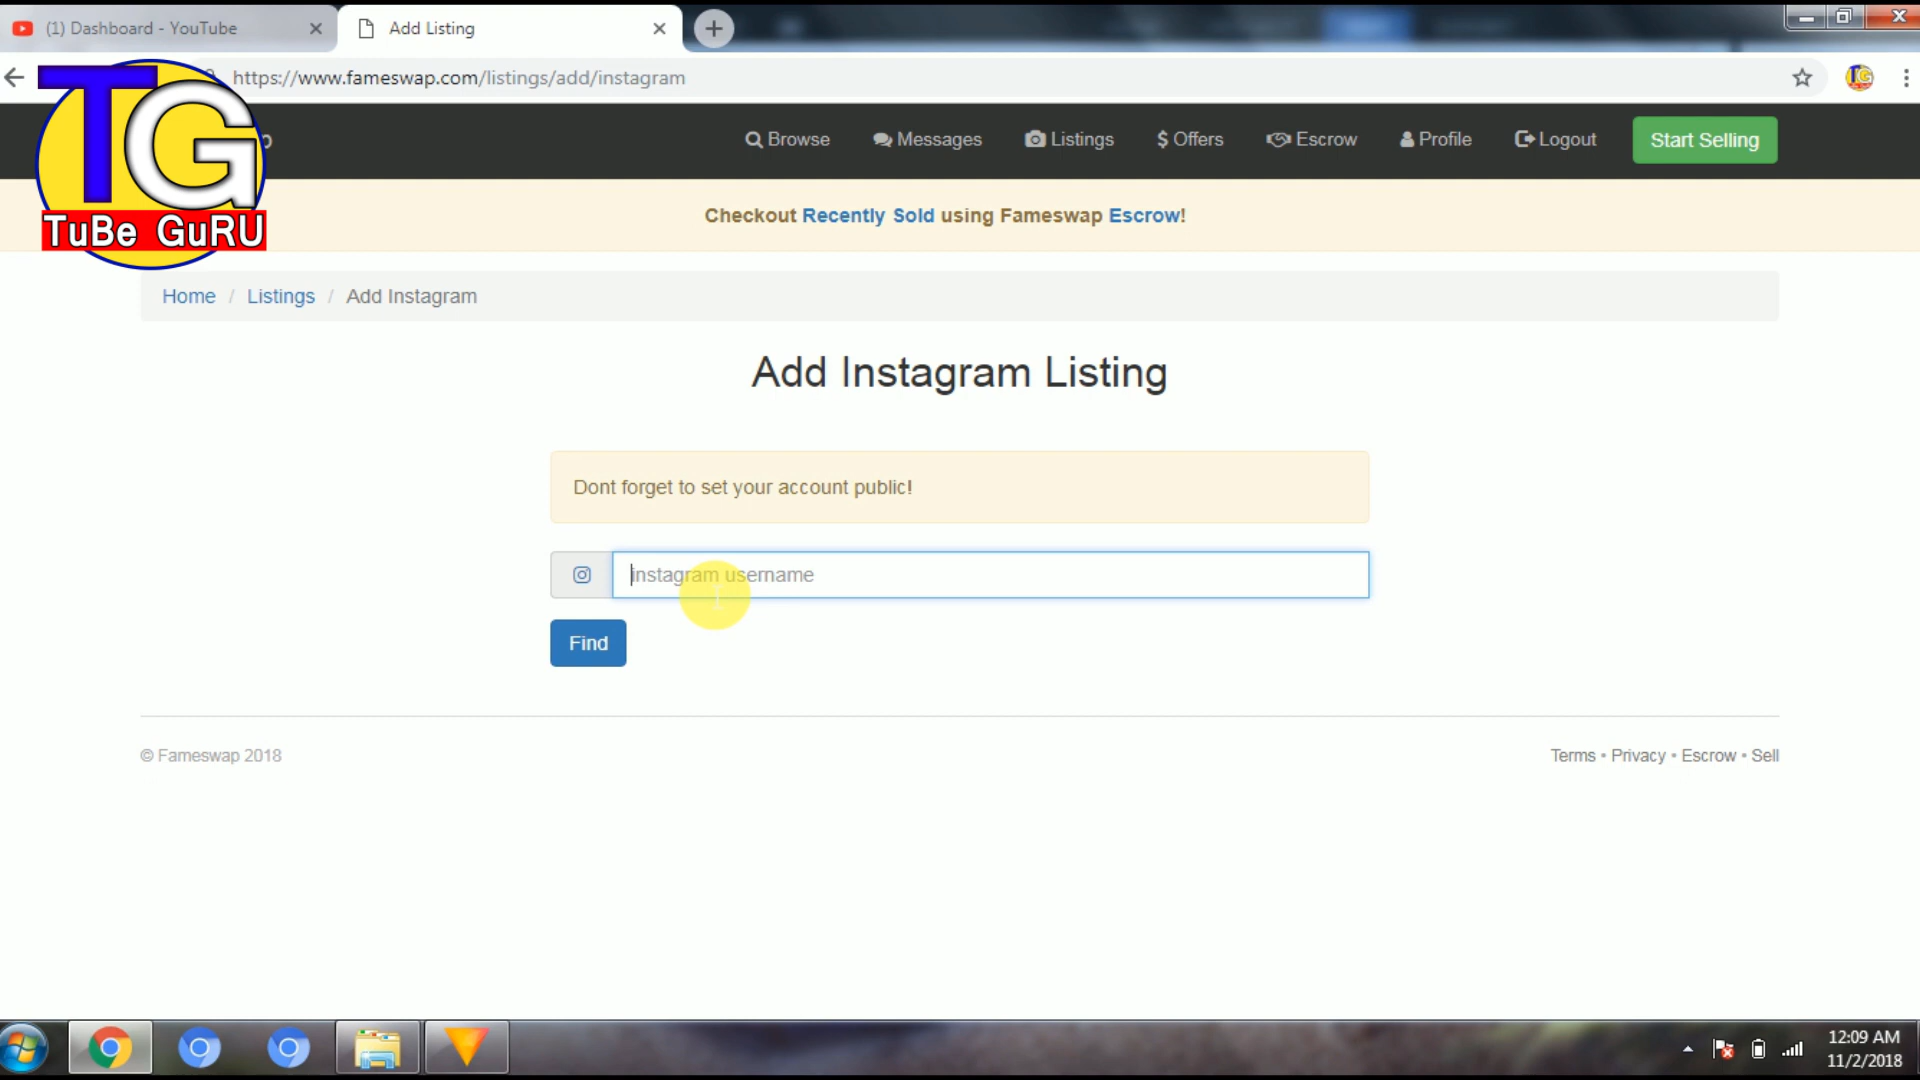 (1) Dashboard - YouTube
Add Listing
https://www.fameswap.com/listings/add/instagram
TG
TuBe GuRU
Browse
Messages
Listings
$ Offers
Escrow
Profile
Logout
Start Selling
Checkout Recently Sold using Fameswap Escrow!
Home / Listings / Add Instagram
Add Instagram Listing
Dont forget to set your account public!
instagram username
Find
© Fameswap 2018
Terms • Privacy • Escrow • Sell
12:09 AM
11/2/2018